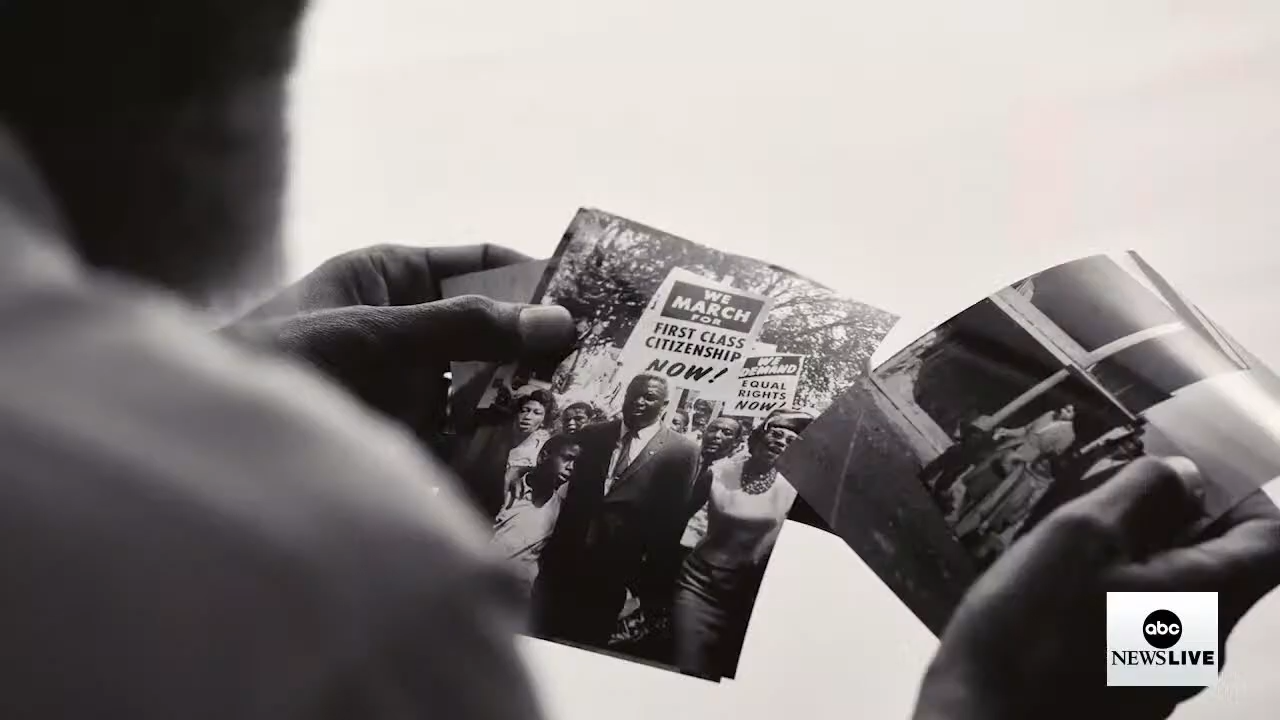 WE
MARCH
FOR
FIRST CLASS
CITIZENSHIP
NOW!
WE
DEMAND
EQUAL
RIGHTS
NOW!
abc
NEWSLIVE